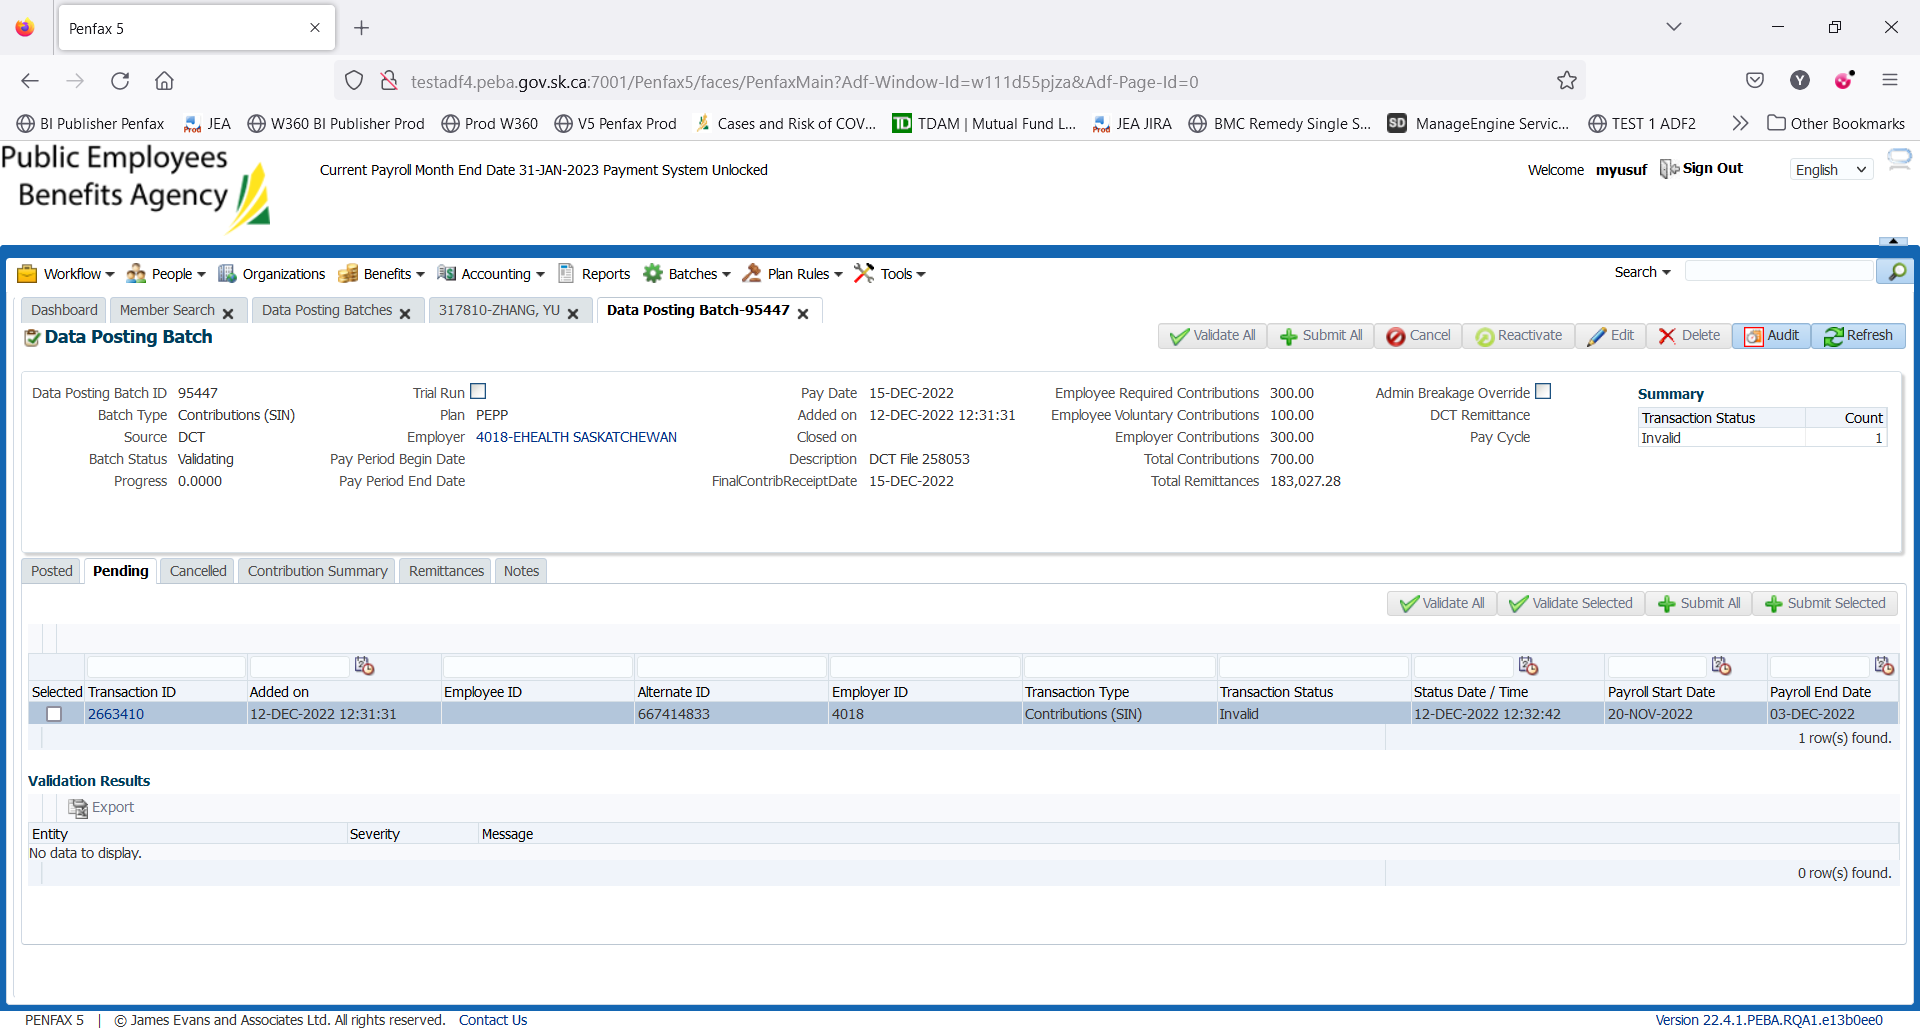 Penfax 5
testadf4.peba.gov.sk.ca:7001/Penfax5/faces/PenfaxMain?Adf-Window-Id=w111d55pjza&Adf-Page-Id=0
Y
BI Publisher Penfax JEA W360 BI Publisher Prod Prod W360 V5 Penfax Prod Cases and Risk of COV... TDAM | Mutual Fund L... JEA JIRA BMC Remedy Single S... ManageEngine Servic... TEST 1 ADF2 Other Bookmarks
Public Employees
Benefits Agency
Current Payroll Month End Date 31-JAN-2023 Payment System Unlocked
Welcome myusuf Sign Out English
Workflow People Organizations Benefits Accounting Reports Batches Plan Rules Tools Search
Dashboard Member Search Data Posting Batches 317810-ZHANG, YU Data Posting Batch-95447
Data Posting Batch
Validate All Submit All Cancel Reactivate Edit Delete Audit Refresh
Data Posting Batch ID 95447 Trial Run Pay Date 15-DEC-2022 Employee Required Contributions 300.00 Admin Breakage Override Summary
Batch Type Contributions (SIN) Plan PEPP Added on 12-DEC-2022 12:31:31 Employee Voluntary Contributions 100.00 DCT Remittance Transaction Status Count
Source DCT Employer 4018-EHEALTH SASKATCHEWAN Closed on Employer Contributions 300.00 Pay Cycle Invalid 1
Batch Status Validating Pay Period Begin Date Description DCT File 258053 Total Contributions 700.00
Progress 0.0000 Pay Period End Date FinalContribReceiptDate 15-DEC-2022 Total Remittances 183,027.28
Posted Pending Cancelled Contribution Summary Remittances Notes
Validate All Validate Selected Submit All Submit Selected
Selected Transaction ID Added on Employee ID Alternate ID Employer ID Transaction Type Transaction Status Status Date / Time Payroll Start Date Payroll End Date
2663410 12-DEC-2022 12:31:31 667414833 4018 Contributions (SIN) Invalid 12-DEC-2022 12:32:42 20-NOV-2022 03-DEC-2022
1 row(s) found.
Validation Results
Export
Entity Severity Message
No data to display.
0 row(s) found.
PENFAX 5 | © James Evans and Associates Ltd. All rights reserved. Contact Us Version 22.4.1.PEBA.RQA1.e13b0ee0